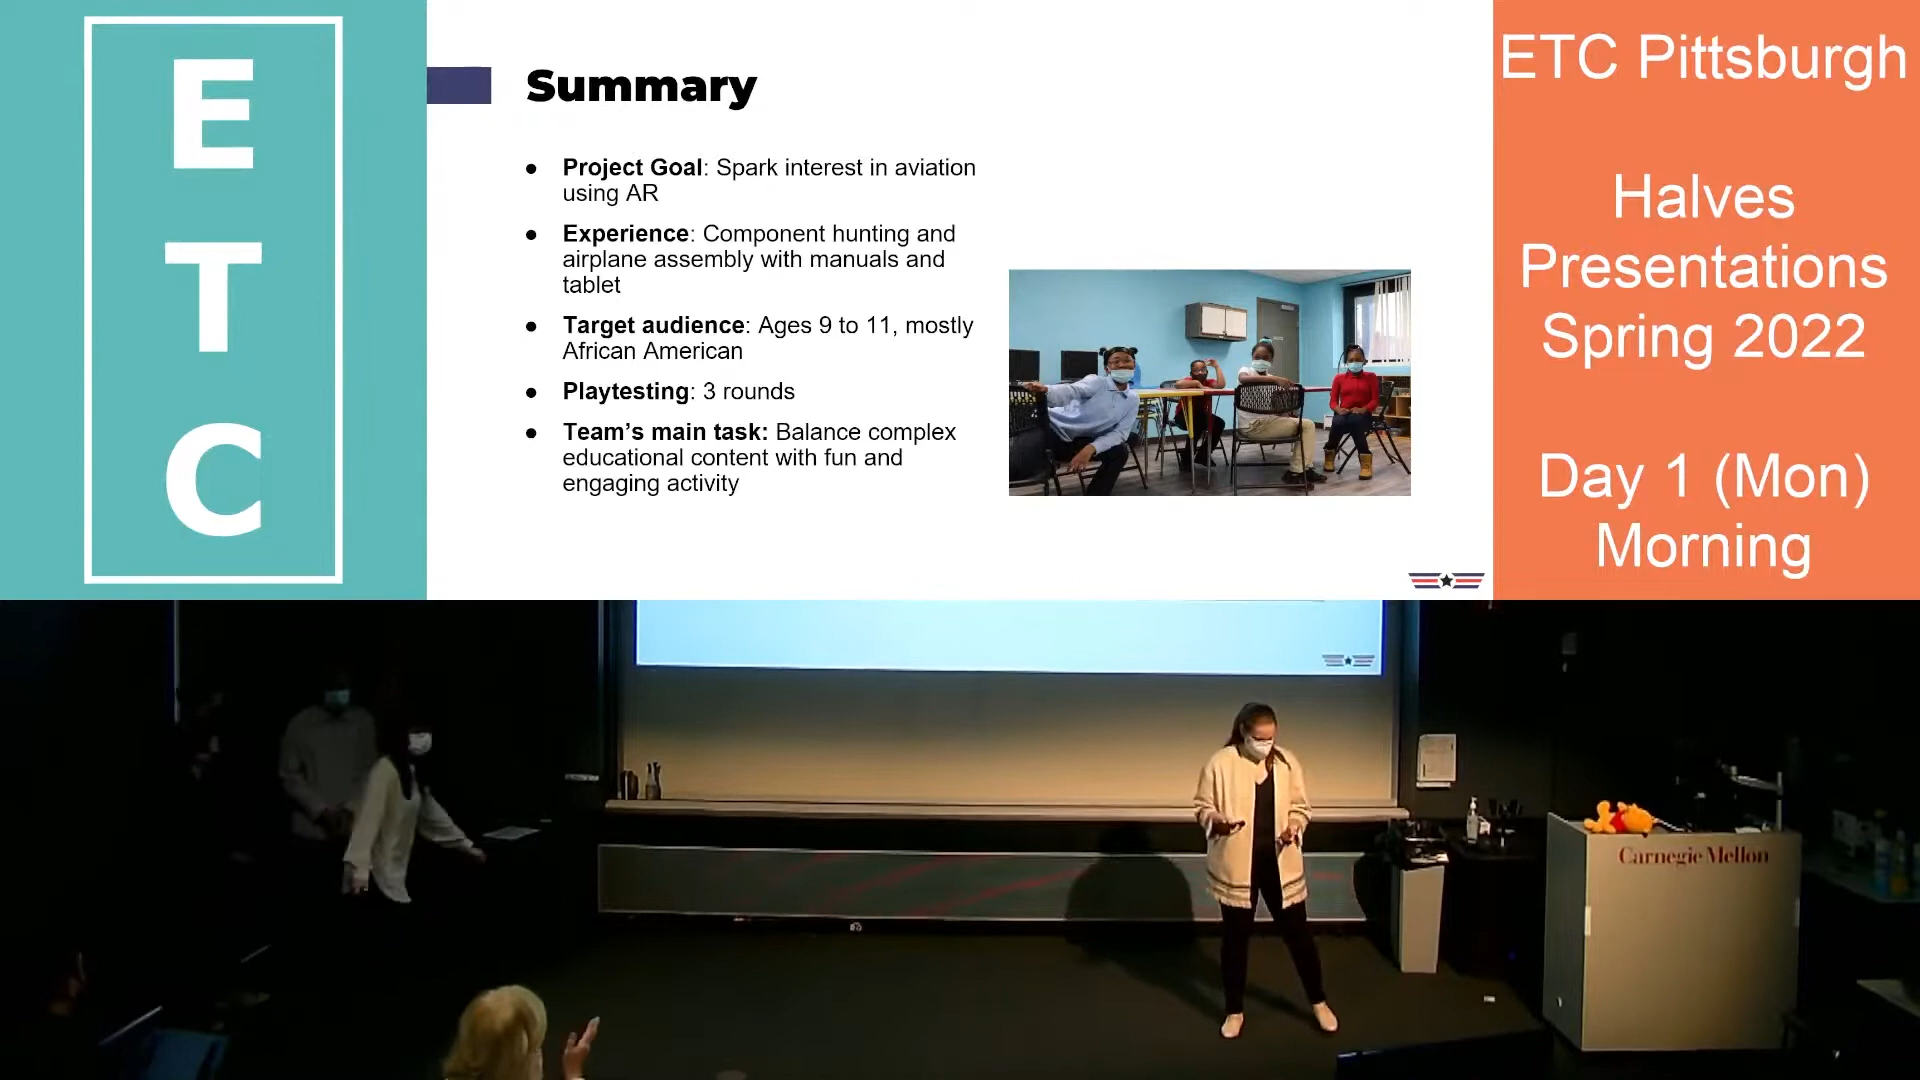 E
T
C
Summary
● Project Goal: Spark interest in aviation
using AR
● Experience: Component hunting and
airplane assembly with manuals and
tablet
● Target audience: Ages 9 to 11, mostly
African American
● Playtesting: 3 rounds
● Team’s main task: Balance complex
educational content with fun and
engaging activity
ETC Pittsburgh
Halves
Presentations
Spring 2022
Day 1 (Mon)
Morning
Carnegie Mellon